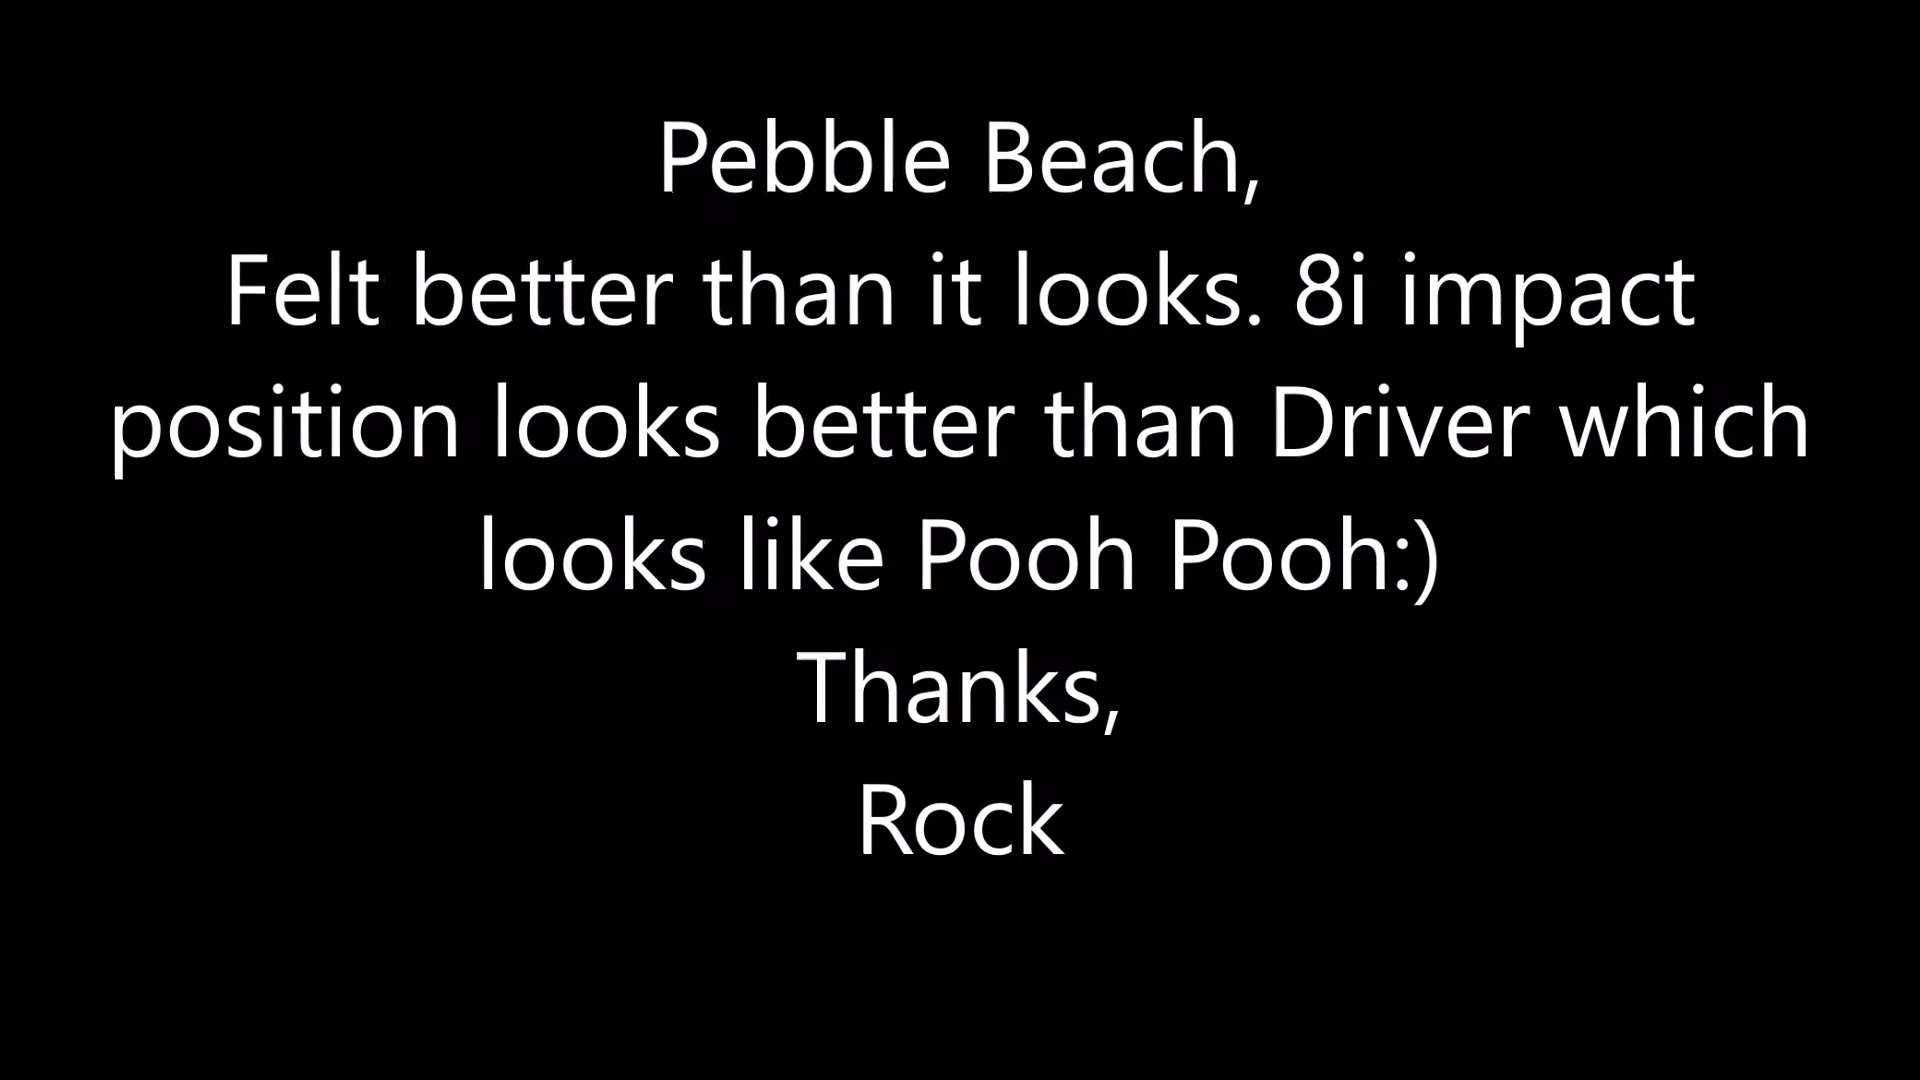 Pebble Beach,
Felt better than it looks. 8i impact
position looks better than Driver which
looks like Pooh Pooh:)
Thanks,
Rock